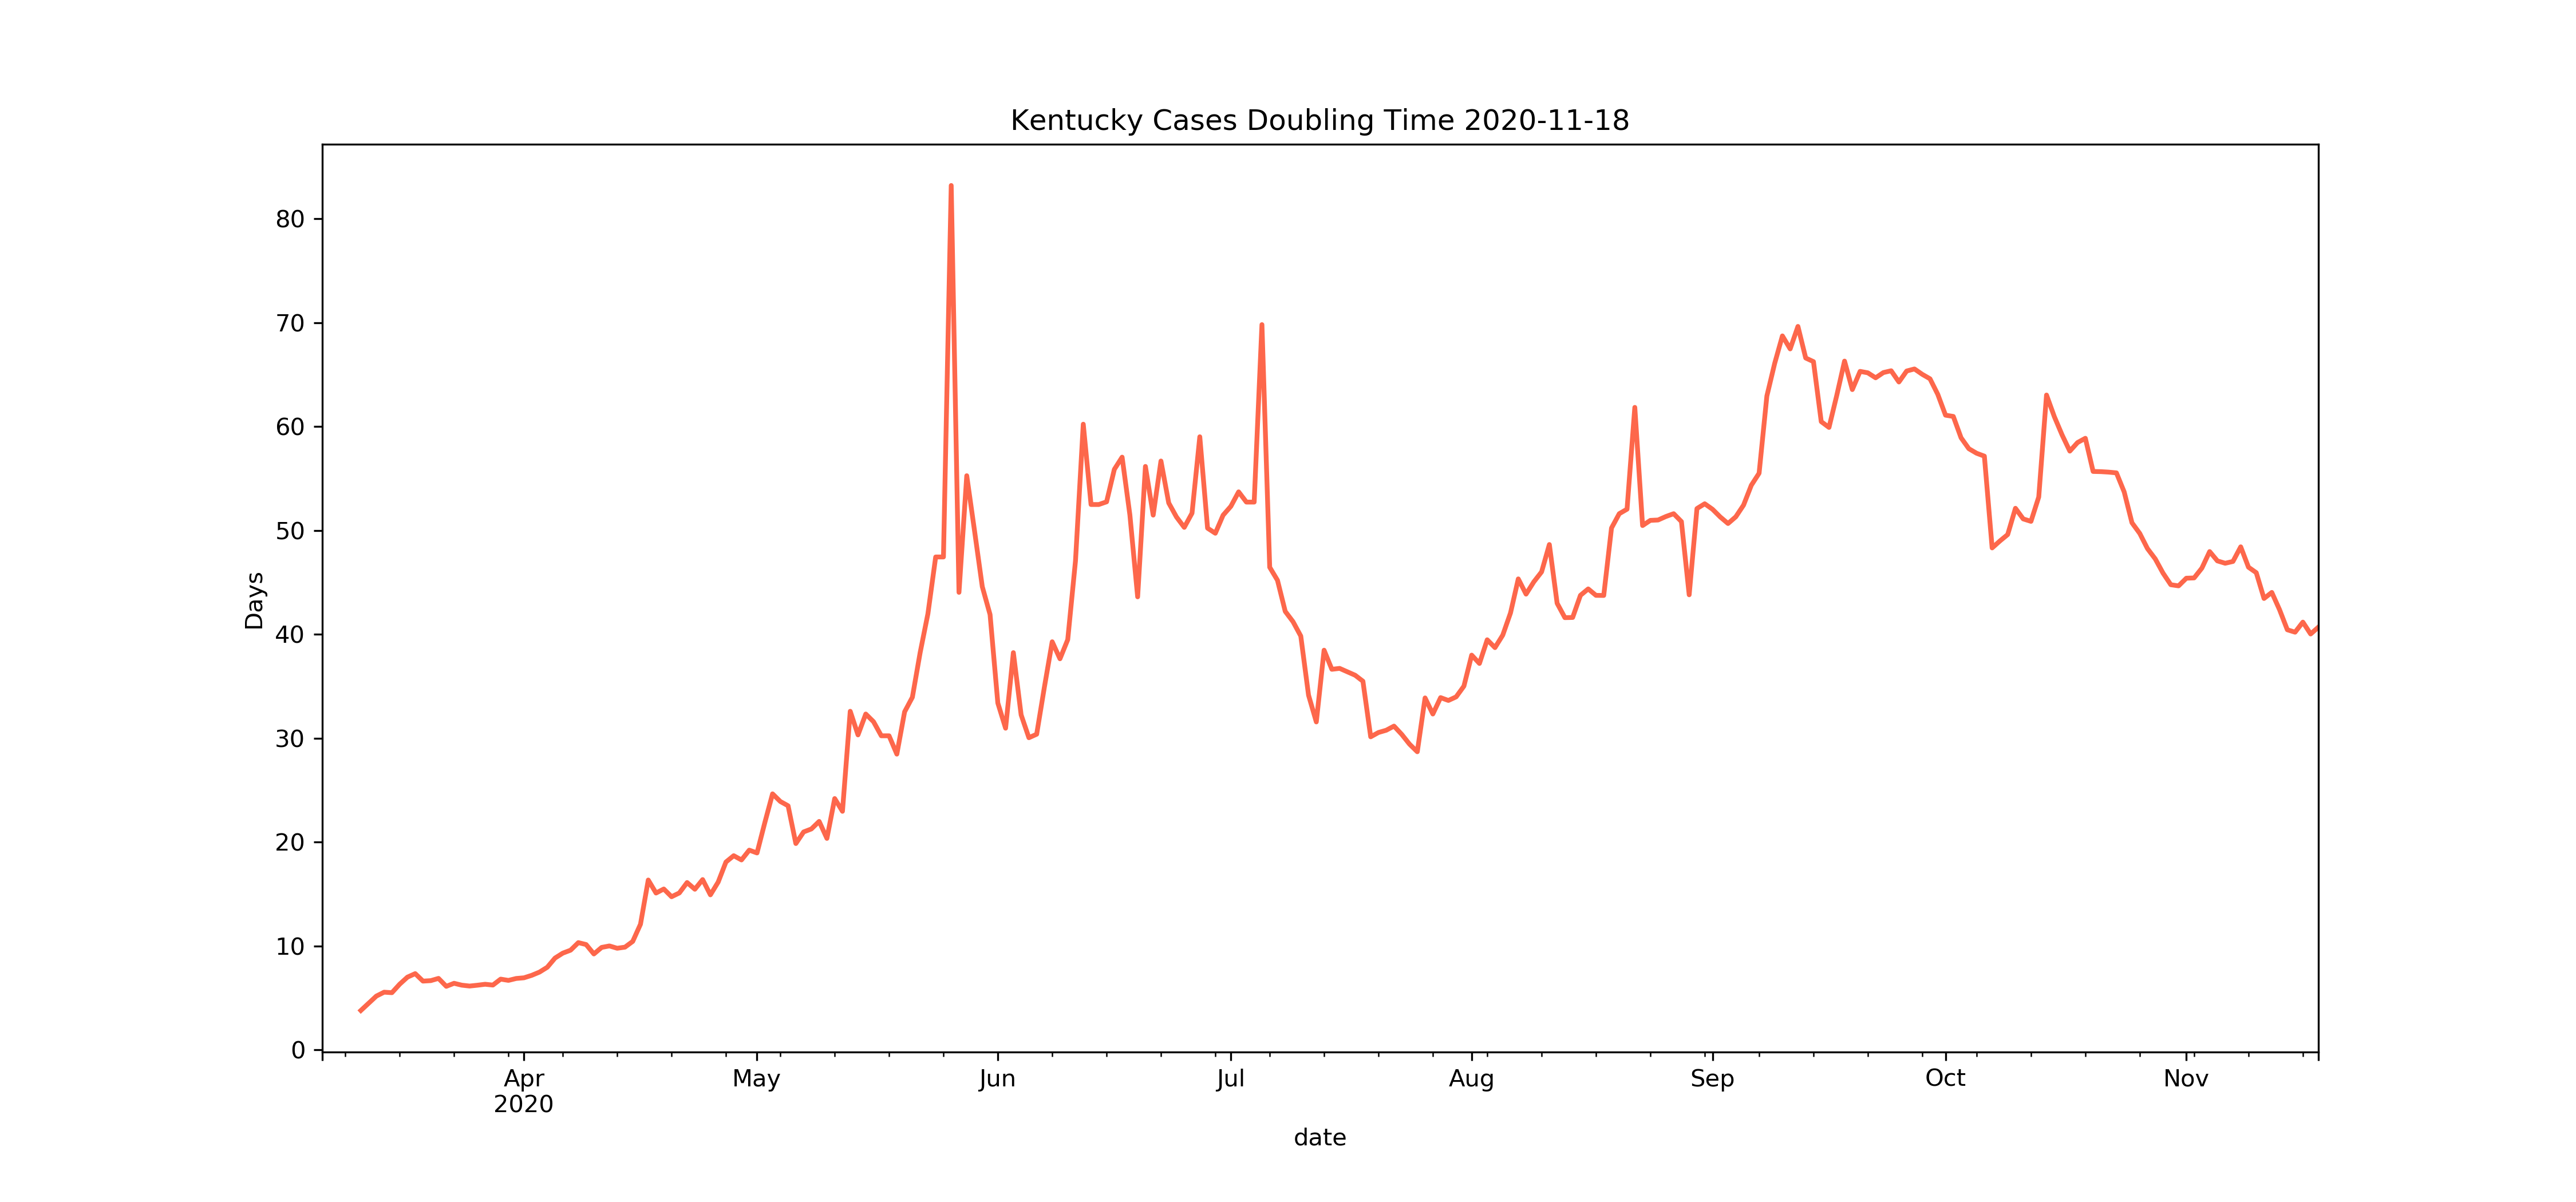 Kentucky Cases Doubling Time 2020-11-18
80
70
60
50
40
30
20
10
0
Days
Apr May Jun Jul Aug Sep Oct Nov
2020
date